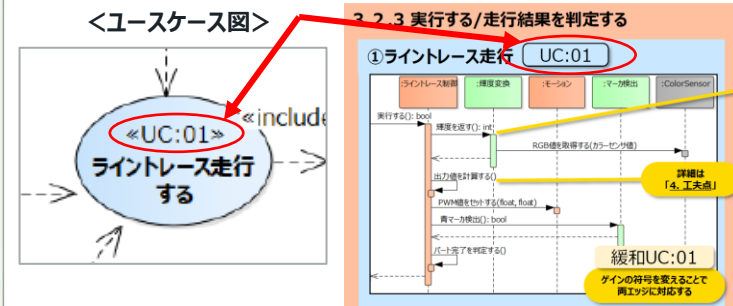 <ユースケース図>
«UC:01»
«include
ライントレース走行
する
3.2.3 実行する/走行結果を判定する
①ライントレース走行 UC:01
:ライントレース制御 :輝度変換 :モーション :マーカ検出 :ColorSensor
実行する(): bool
輝度を返す(): int
RGB値を取得する(カラーセンサ値)
出力値を計算する()
詳細は
「4. 工夫点」
PWM値をセットする(float, float)
青マーカ検出(): bool
パート完了を判定する()
緩和UC:01
ゲインの符号を変えることで
両エッジに対応する